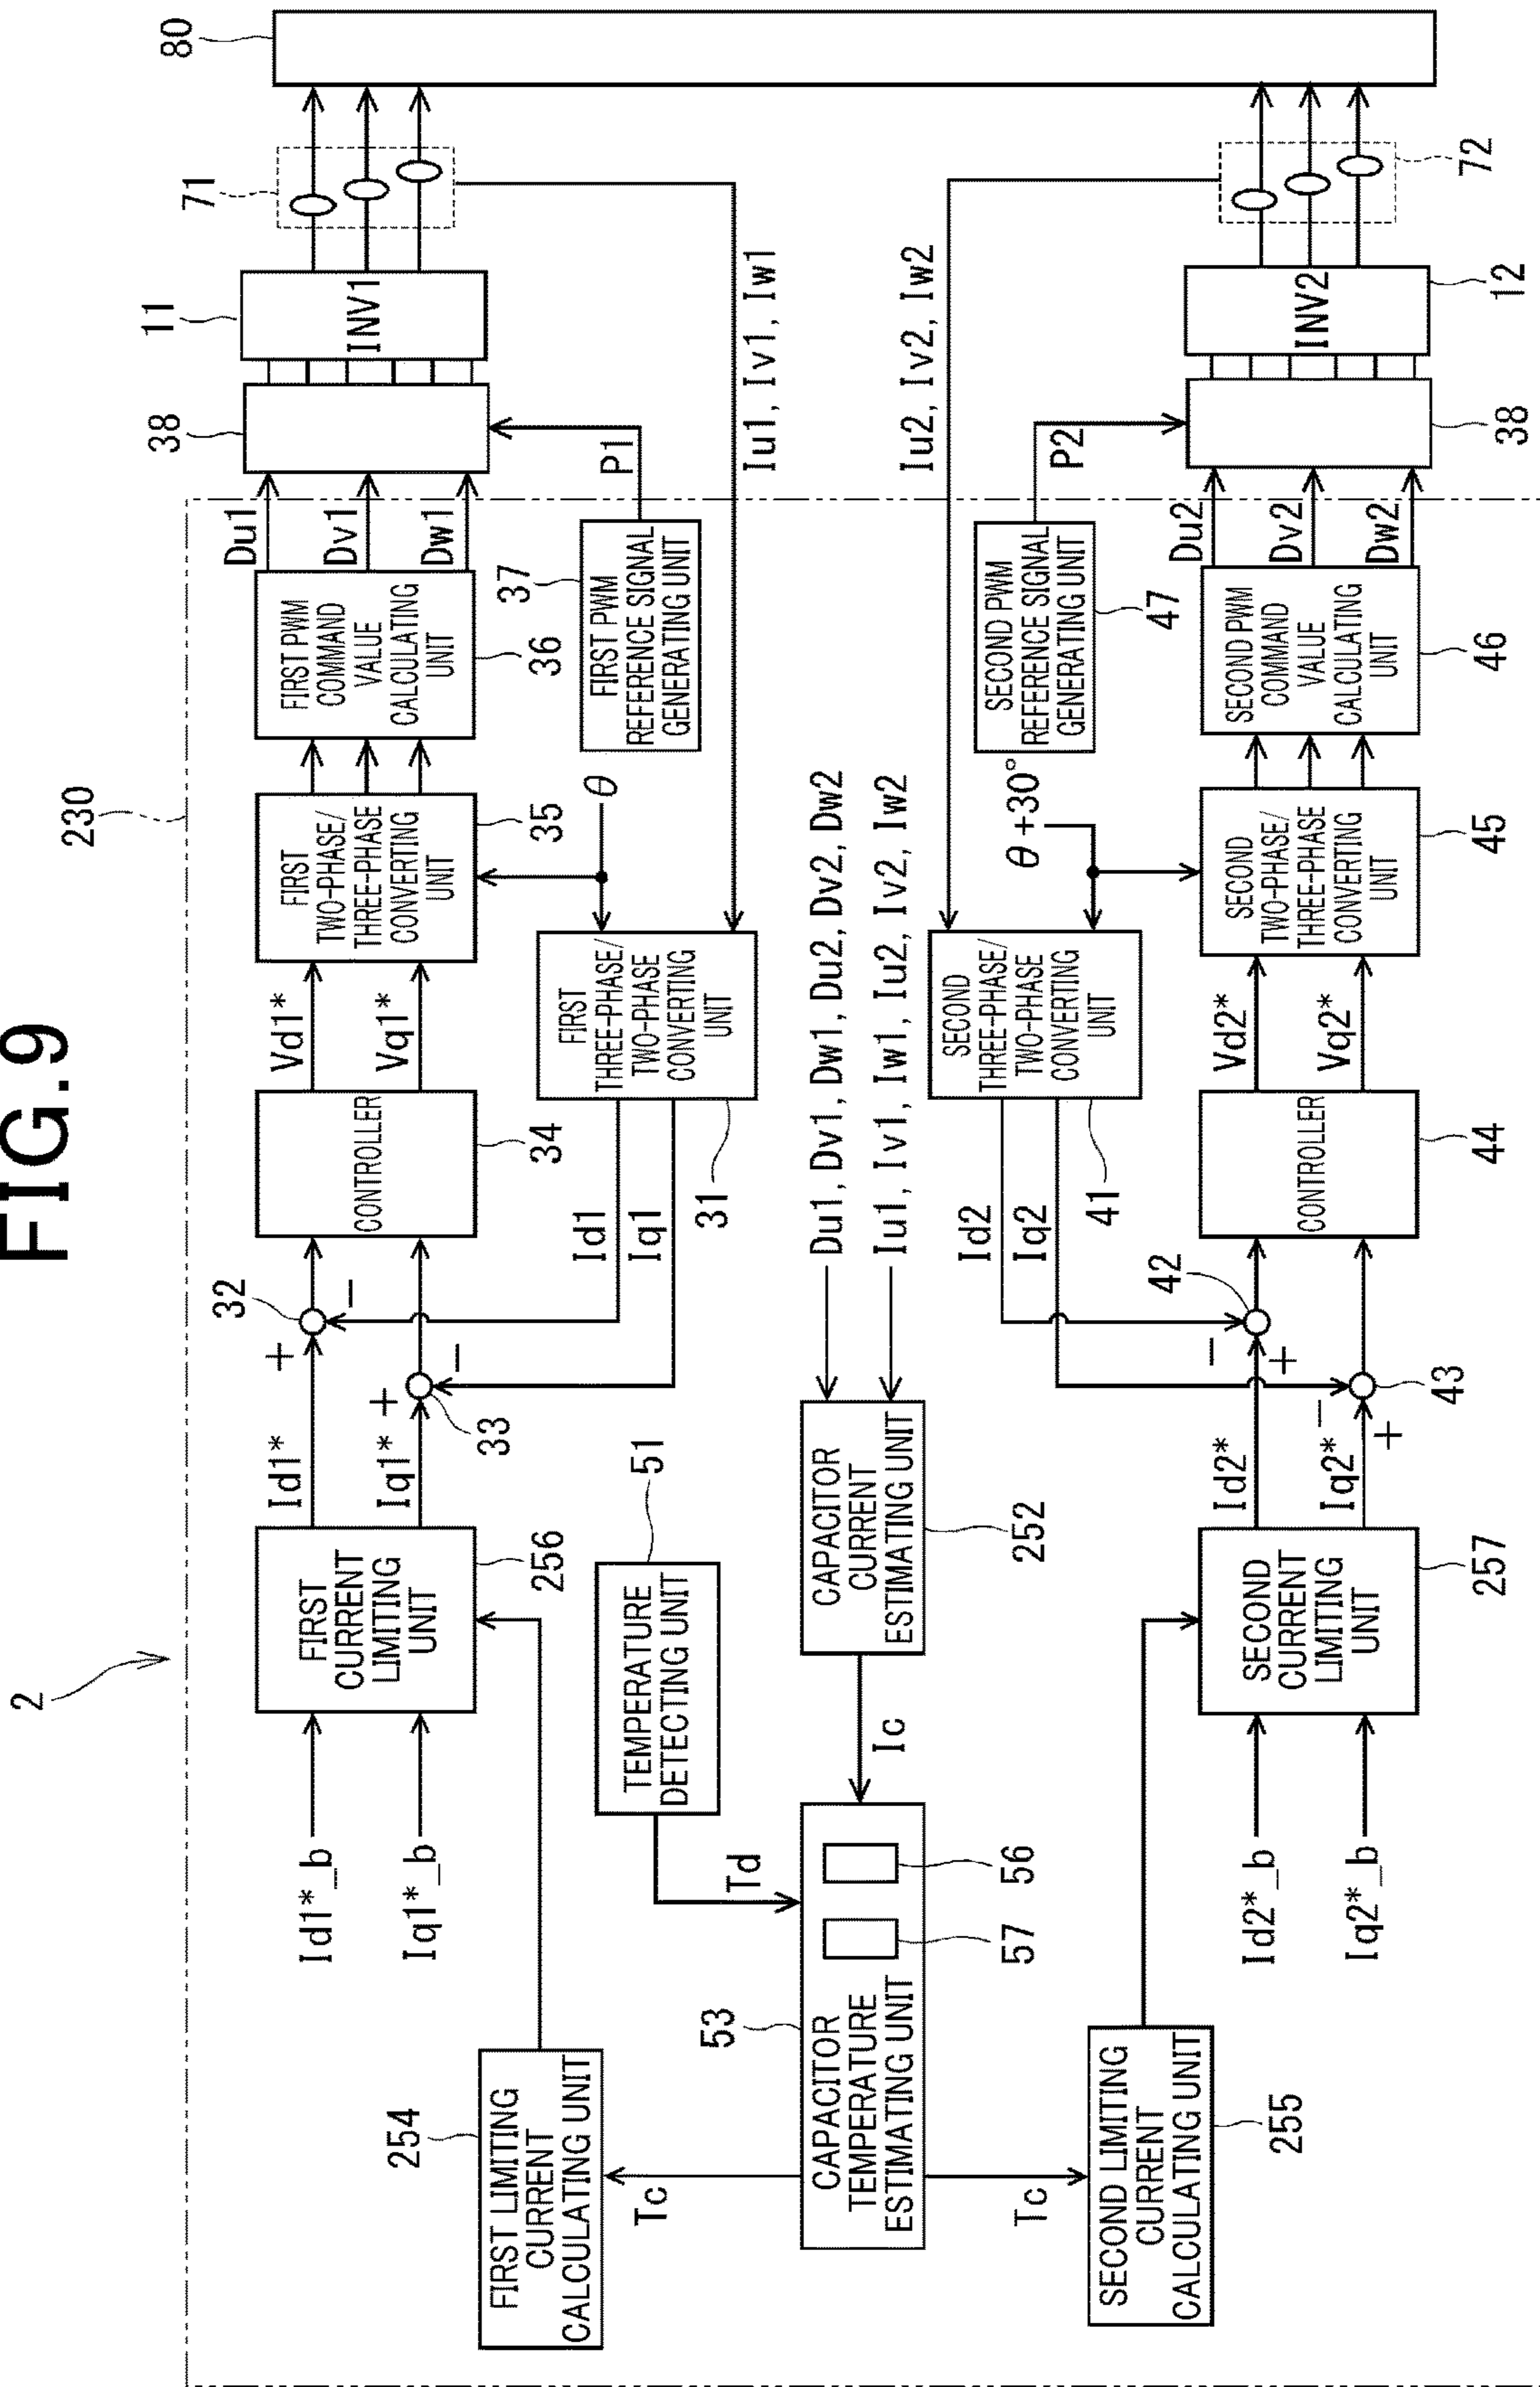 FIG.9
2
230
Id1*_b
Iq1*_b
FIRST
CURRENT
LIMITING
UNIT
256
Id1*
Iq1*
+
−
32
+
−
33
CONTROLLER
34
Vd1*
Vq1*
FIRST
TWO-PHASE/
THREE-PHASE
CONVERTING
UNIT
35
FIRST PWM
COMMAND
VALUE
CALCULATING
UNIT
36
Du1
Dv1
Dw1
38
INV1
11
71
80
θ
FIRST PWM
REFERENCE SIGNAL
GENERATING UNIT
37
P1
Id1
Iq1
FIRST
THREE-PHASE/
TWO-PHASE
CONVERTING
UNIT
31
Iu1, Iv1, Iw1
FIRST LIMITING
CURRENT
CALCULATING UNIT
254
TEMPERATURE
DETECTING UNIT
51
Td
Tc
CAPACITOR
TEMPERATURE
ESTIMATING UNIT
53
57
56
Ic
CAPACITOR
CURRENT
ESTIMATING UNIT
252
Du1, Dv1, Dw1, Du2, Dv2, Dw2
Iu1, Iv1, Iw1, Iu2, Iv2, Iw2
Tc
SECOND LIMITING
CURRENT
CALCULATING UNIT
255
Id2
Iq2
SECOND
THREE-PHASE/
TWO-PHASE
CONVERTING
UNIT
41
Iu2, Iv2, Iw2
θ+30°
SECOND PWM
REFERENCE SIGNAL
GENERATING UNIT
47
P2
Id2*_b
Iq2*_b
SECOND
CURRENT
LIMITING
UNIT
257
Id2*
Iq2*
−
+
42
−
+
43
CONTROLLER
44
Vd2*
Vq2*
SECOND
TWO-PHASE/
THREE-PHASE
CONVERTING
UNIT
45
SECOND PWM
COMMAND
VALUE
CALCULATING
UNIT
46
Du2
Dv2
Dw2
38
INV2
12
72